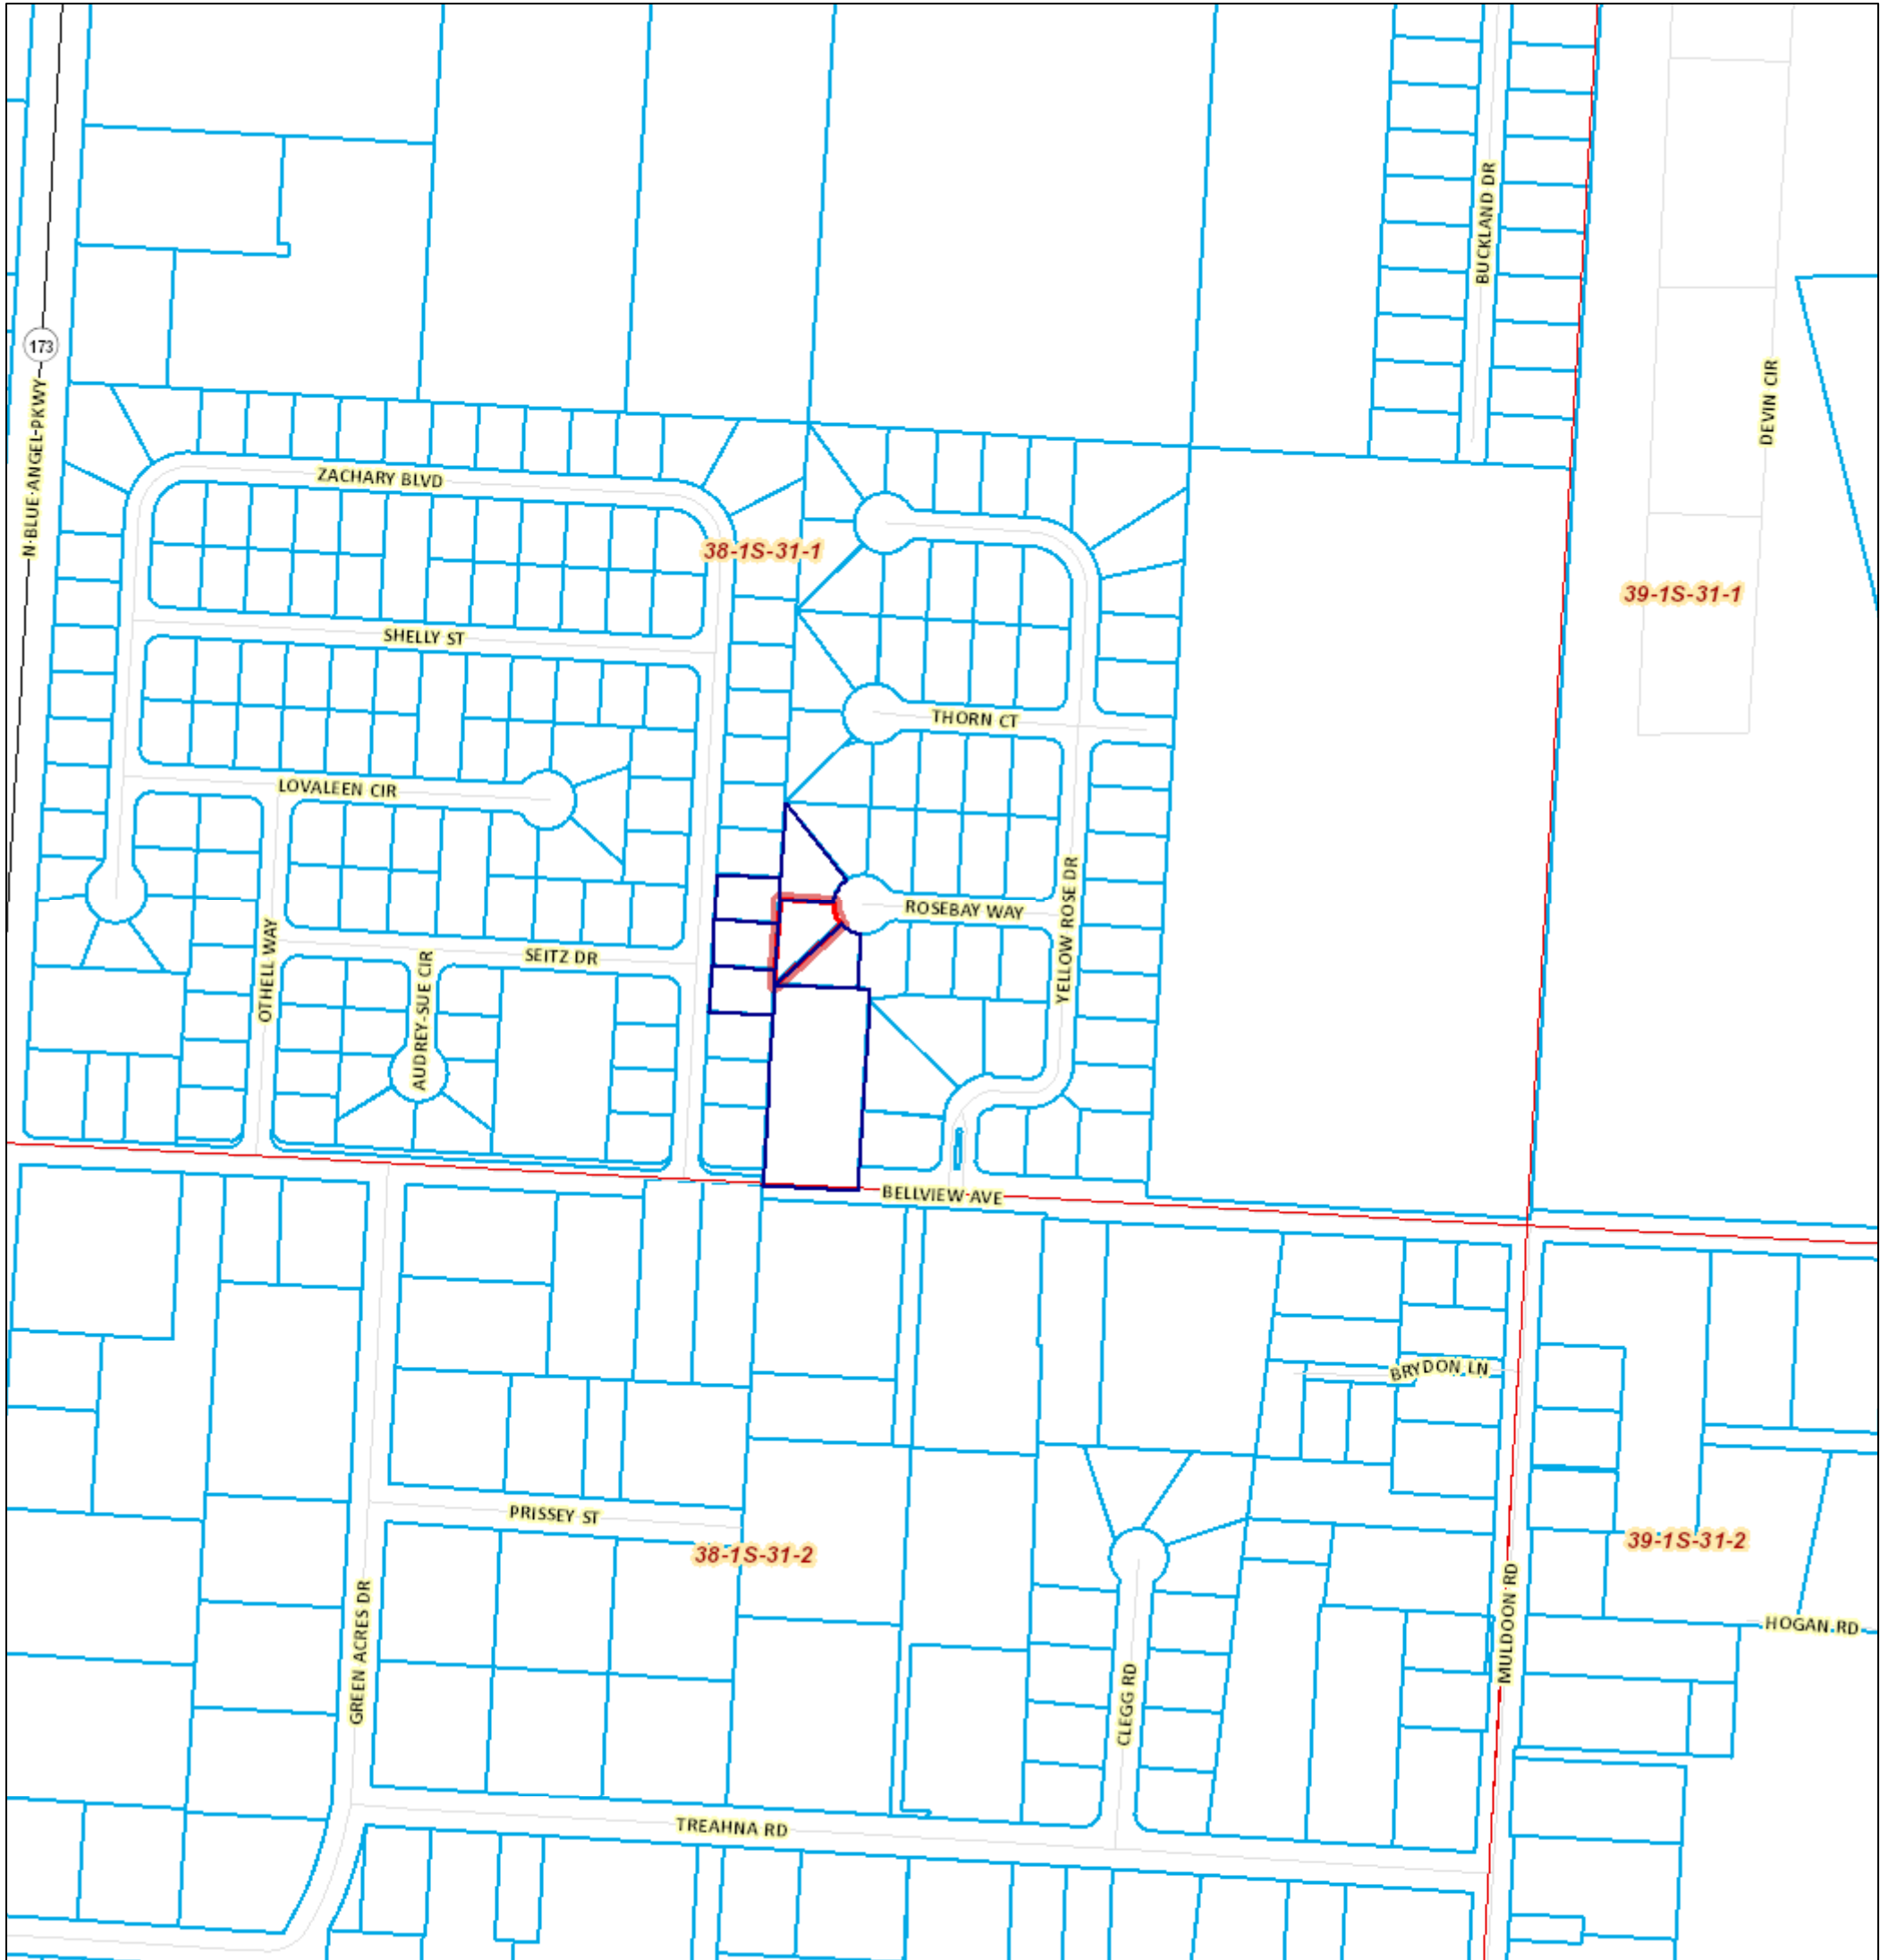 BUCKLAND DR
173
DEVIN CIR
N·BLUE·ANGEL·PKWY
ZACHARY BLVD
38-1S-31-1
39-1S-31-1
SHELLY ST
THORN CT
LOVALEEN CIR
YELLOW ROSE DR
ROSEBAY WAY
OTHELL WAY
SEITZ DR
AUDREY-SUE CIR
BELLVIEW·AVE
BRYDON LN
PRISSEY ST
38-1S-31-2
39-1S-31-2
GREEN ACRES DR
MULDON·RD
HOGAN RD
CLEGG RD
TREAHNA RD